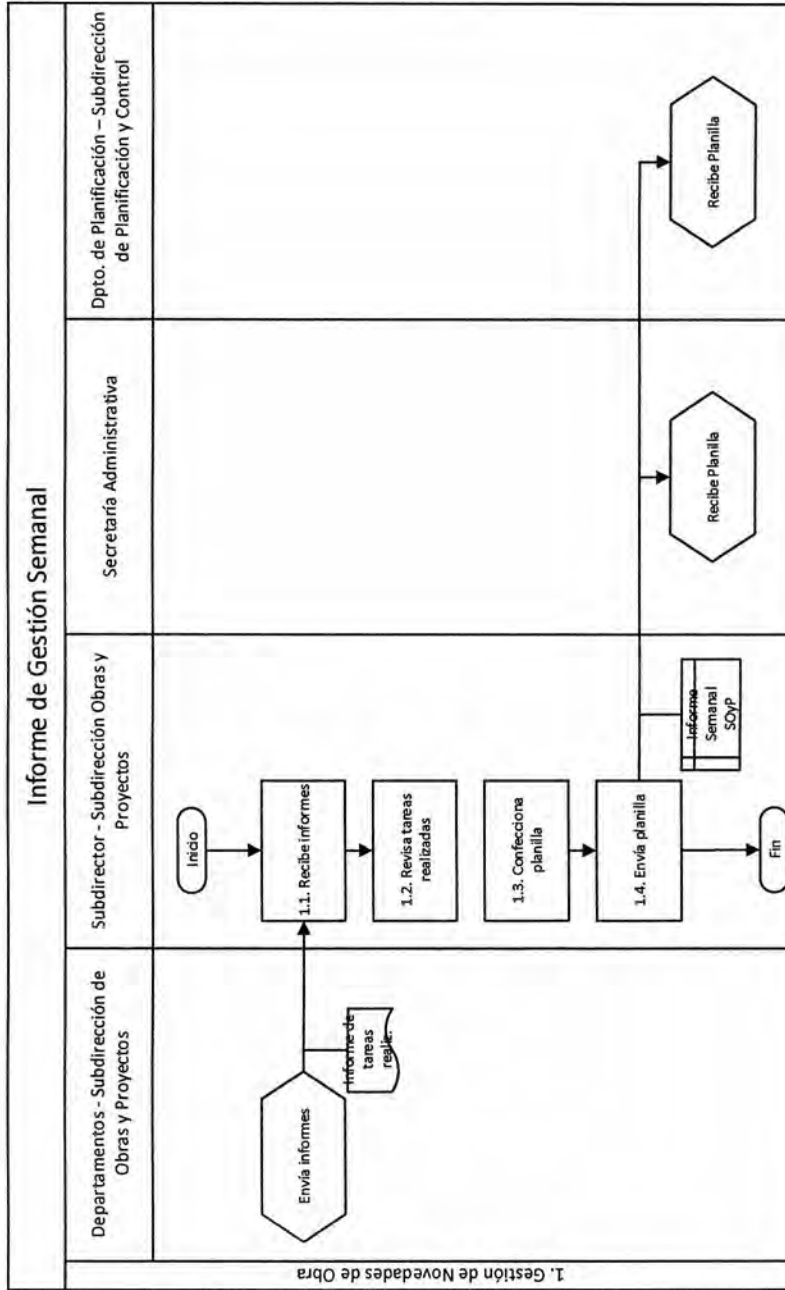 Informe de Gestión Semanal
Departamentos - Subdirección de
Obras y Proyectos
Subdirector - Subdirección Obras y
Proyectos
Secretaría Administrativa
Dpto. de Planificación – Subdirección
de Planificación y Control
1. Gestión de Novedades de Obra
Inicio
Envía informes
Informe de
tareas
realiz.
1.1. Recibe informes
1.2. Revisa tareas
realizadas
1.3. Confecciona
planilla
1.4. Envía planilla
Informe
Semanal
SOyP
Fin
Recibe Planilla
Recibe Planilla